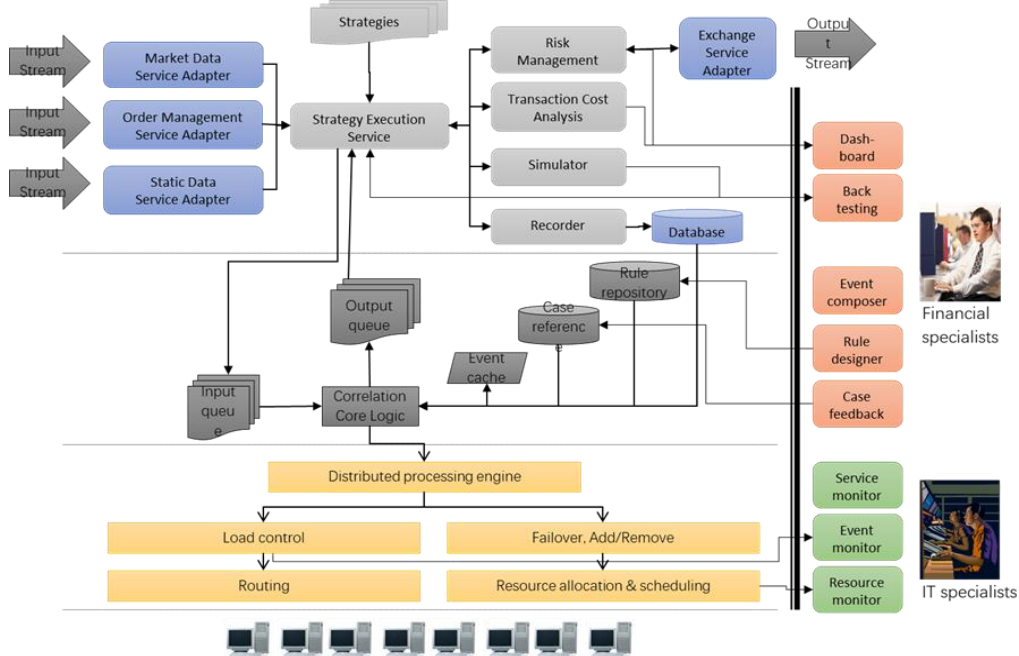 Input
Stream
Input
Stream
Input
Stream
Market Data
Service Adapter
Order Management
Service Adapter
Static Data
Service Adapter
Strategies
Strategy Execution
Service
Risk
Management
Transaction Cost
Analysis
Simulator
Recorder
Database
Exchange
Service
Adapter
Outpu
t
Stream
Dash-
board
Back
testing
Event
composer
Rule
designer
Case
feedback
Financial
specialists
Rule
repository
Case
referenc
e
Event
cache
Output
queue
Input
queu
e
Correlation
Core Logic
Distributed processing engine
Load control
Failover, Add/Remove
Routing
Resource allocation & scheduling
Service
monitor
Event
monitor
Resource
monitor
IT specialists